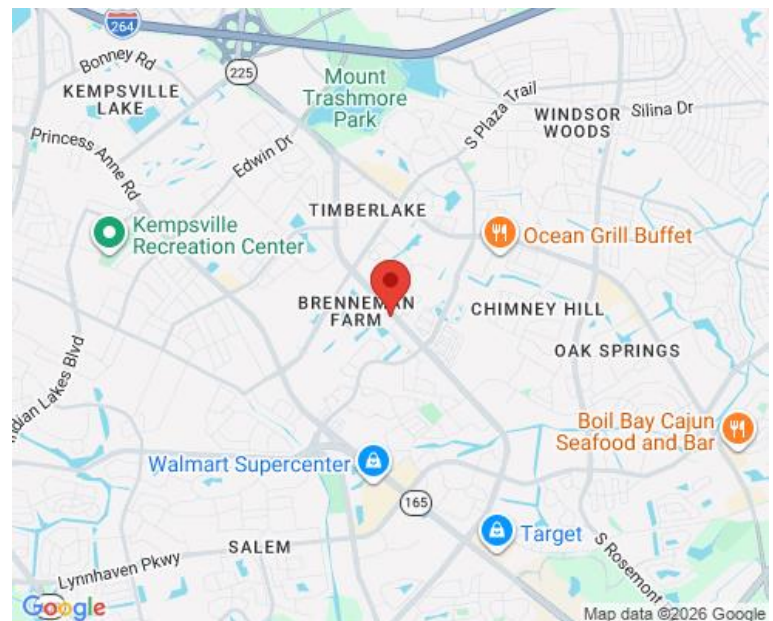 264
Bonney Rd
225
KEMPSVILLE
LAKE
Mount
Trashmore
Park
S Plaza Trail
WINDSOR
WOODS
Silina Dr
Princess Anne Rd
Edwin Dr
TIMBERLAKE
Kempsville
Recreation Center
Ocean Grill Buffet
BRENNEMAN
FARM
CHIMNEY HILL
OAK SPRINGS
ndian Lakes Blvd
Boil Bay Cajun
Seafood and Bar
Walmart Supercenter
165
Target
SALEM
S Rosemont
Lynnhaven Pkwy
Google
Map data ©2026 Google